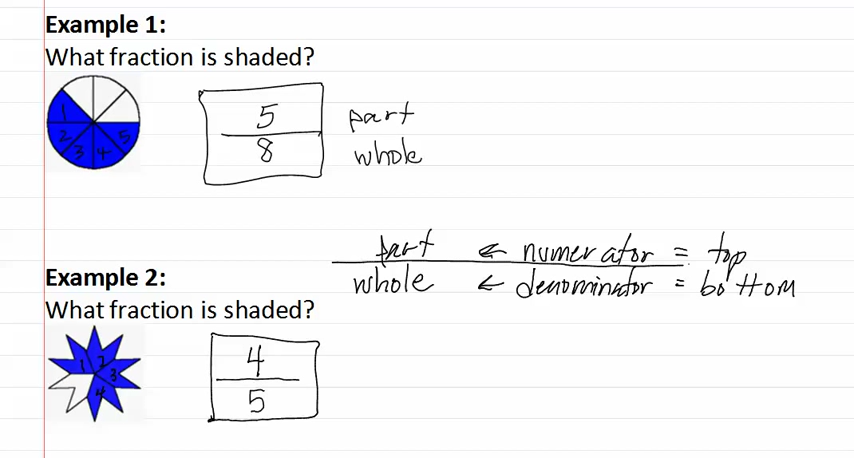 Example 1:
What fraction is shaded?
1
2
3
4
5
5
8
part
whole
part ← numerator = top
whole ← denominator = bottom
Example 2:
What fraction is shaded?
1
2
3
4
4
5